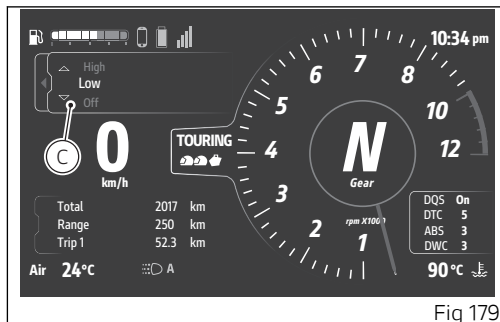 10:34 pm
High
Low
Off
C
0
km/h
TOURING
N
Gear
rpm X1000
1
2
3
4
5
6
7
8
10
12
Total 2017 km
Range 250 km
Trip 1 52.3 km
DQS On
DTC 5
ABS 3
DWC 3
Air 24°C
A
90 °C
Fig 179